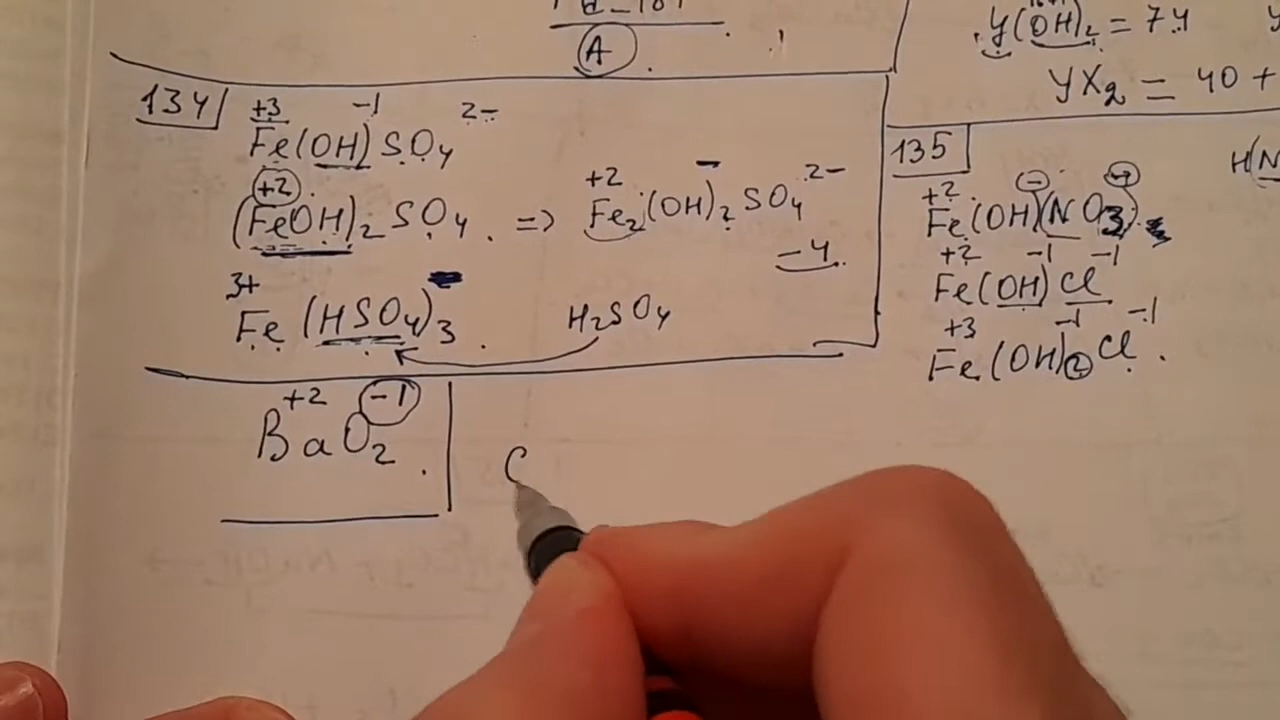 A
Y(OH)₂ = 74
YX₂ = 40 +
134
+3 -1 2-
Fe(OH)SO₄
+2
(FeOH)₂SO₄ . => Fe₂(OH)₂SO₄
+2 - 2-
-4
3+
Fe(HSO₄)₃ . H₂SO₄
+2 -1
BaO₂ .
C
135
+2 - -1
Fe(OH)(NO₃)
+2 -1 -1
Fe(OH)Cl
+3 -1 -1
Fe(OH)₂Cl .